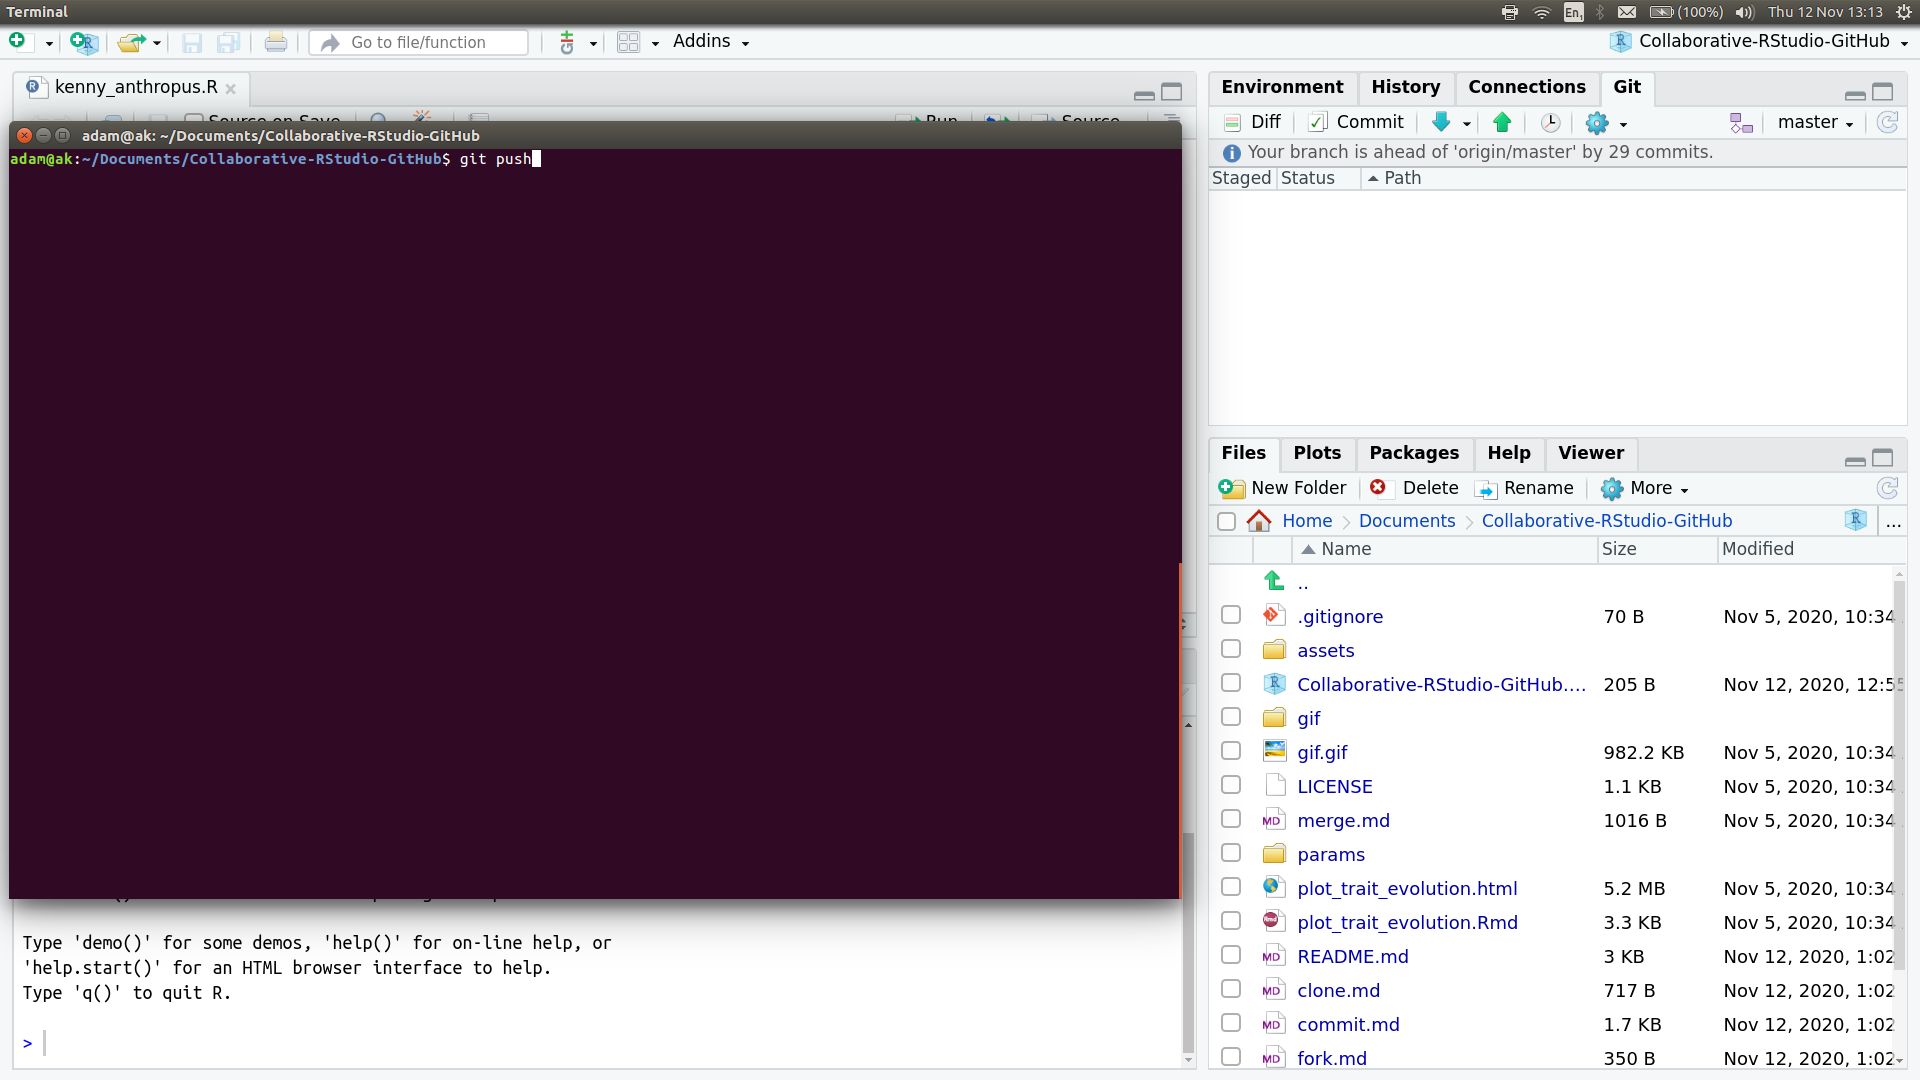 Terminal
En1
(100%)
Thu 12 Nov 13:13
Go to file/function
Addins
Collaborative-RStudio-GitHub
kenny_anthropus.R
Source on Save
Run
Source
adam@ak: ~/Documents/Collaborative-RStudio-GitHub
adam@ak:~/Documents/Collaborative-RStudio-GitHub$ git push
Type 'demo()' for some demos, 'help()' for on-line help, or
'help.start()' for an HTML browser interface to help.
Type 'q()' to quit R.
>
Environment History Connections Git
Diff Commit master
Your branch is ahead of 'origin/master' by 29 commits.
Staged Status Path
Files Plots Packages Help Viewer
New Folder Delete Rename More
Home Documents Collaborative-RStudio-GitHub ...
Name Size Modified
..
.gitignore 70 B Nov 5, 2020, 10:34
assets
Collaborative-RStudio-GitHub.... 205 B Nov 12, 2020, 12:55
gif
gif.gif 982.2 KB Nov 5, 2020, 10:34
LICENSE 1.1 KB Nov 5, 2020, 10:34
MD merge.md 1016 B Nov 5, 2020, 10:34
params
plot_trait_evolution.html 5.2 MB Nov 5, 2020, 10:34
Rmd plot_trait_evolution.Rmd 3.3 KB Nov 5, 2020, 10:34
MD README.md 3 KB Nov 12, 2020, 1:02
MD clone.md 717 B Nov 12, 2020, 1:02
MD commit.md 1.7 KB Nov 12, 2020, 1:02
MD fork.md 350 B Nov 12, 2020, 1:02